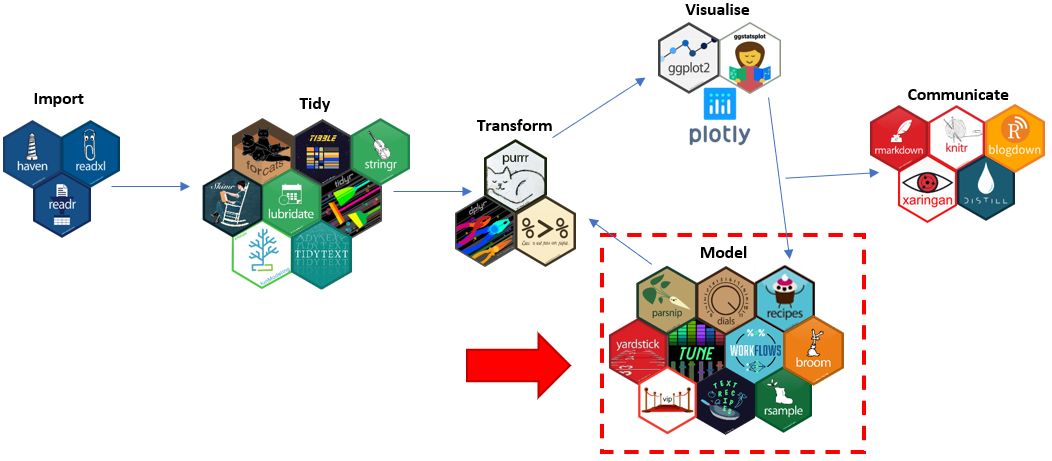 Visualise
ggplot2
ggstatsplot
plotly
Import
haven
readxl
readr
Tidy
forcats
TIBBLE
stringr
Skimr
lubridate
tidyr
TIDYTEXT
Transform
purrr
dplyr
%>%
Communicate
rmarkdown
knitr
R
blogdown
xaringan
DISTILL
Model
parsnip
dials
recipes
yardstick
TUNE
%%
WORKFLOWS
broom
vip
TEXT
RECIPES
rsample